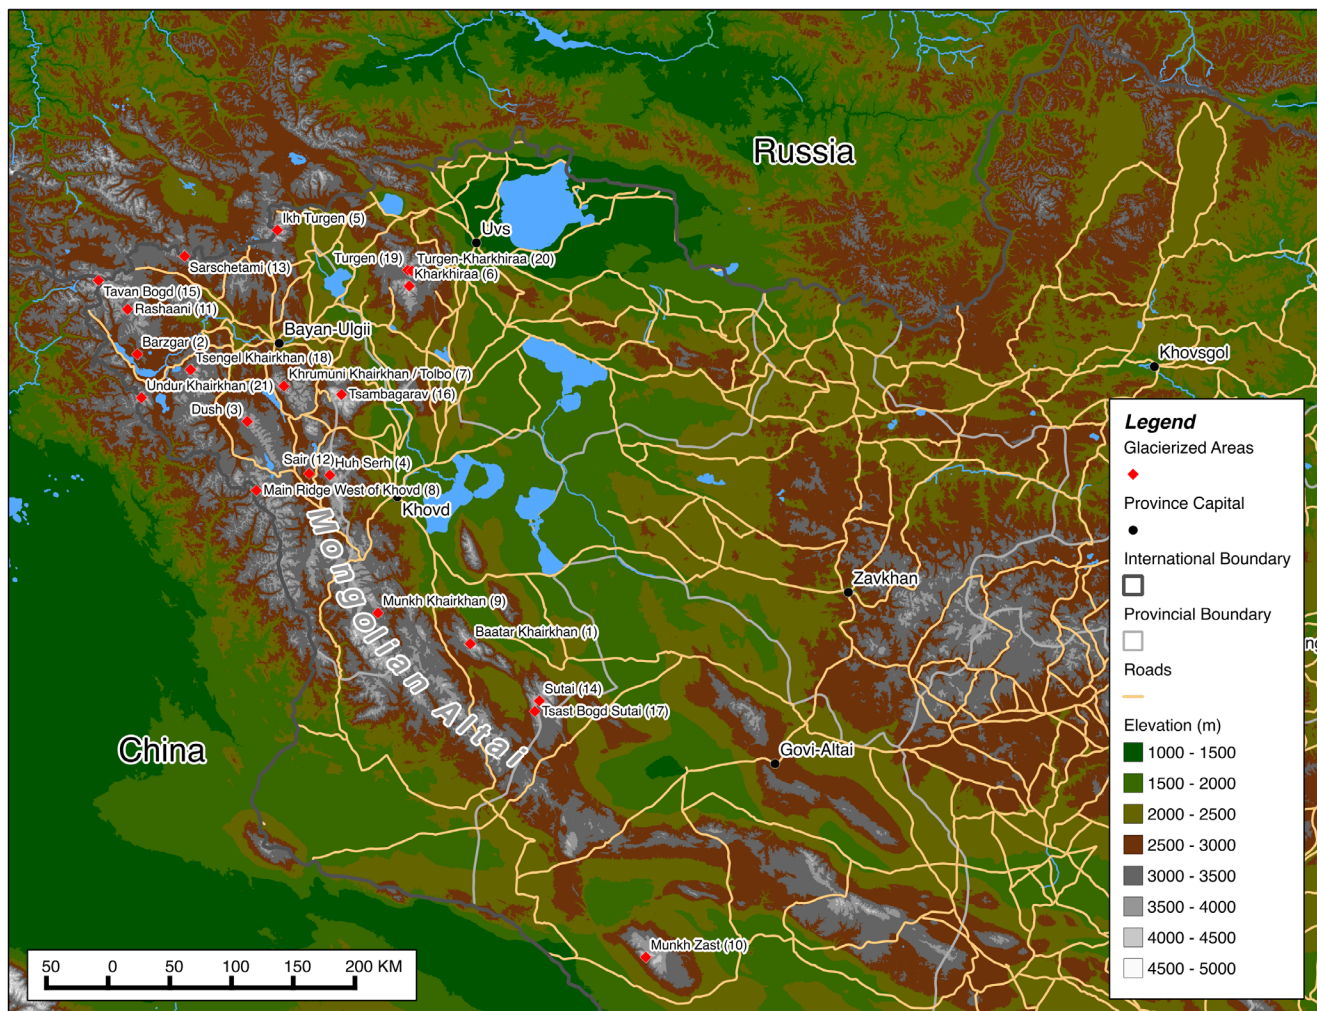 Russia
Ikh Turgen (5)
Uvs
Turgen (19)
Turgen-Kharkhiraa (20)
Sarschetami (13)
Kharkhiraa (6)
Tavan Bogd (15)
Rashaani (11)
Bayan-Ulgii
Barzgar (2)
Tsengel Khairkhan (18)
Khovsgol
Khrumuni Khairkhan / Tolbo (7)
Undur Khairkhan (21)
Tsambagarav (16)
Dush (3)
Sair (12)
Huh Serh (4)
Main Ridge West of Khovd (8)
Khovd
Mongolian Altai
Zavkhan
Munkh Khairkhan (9)
Baatar Khairkhan (1)
Sutai (14)
Tsast Bogd Sutai (17)
China
Govi-Altai
Munkh Zast (10)
50 0 50 100 150 200 KM
Legend
Glacierized Areas
Province Capital
International Boundary
Provincial Boundary
Roads
Elevation (m)
1000 - 1500
1500 - 2000
2000 - 2500
2500 - 3000
3000 - 3500
3500 - 4000
4000 - 4500
4500 - 5000